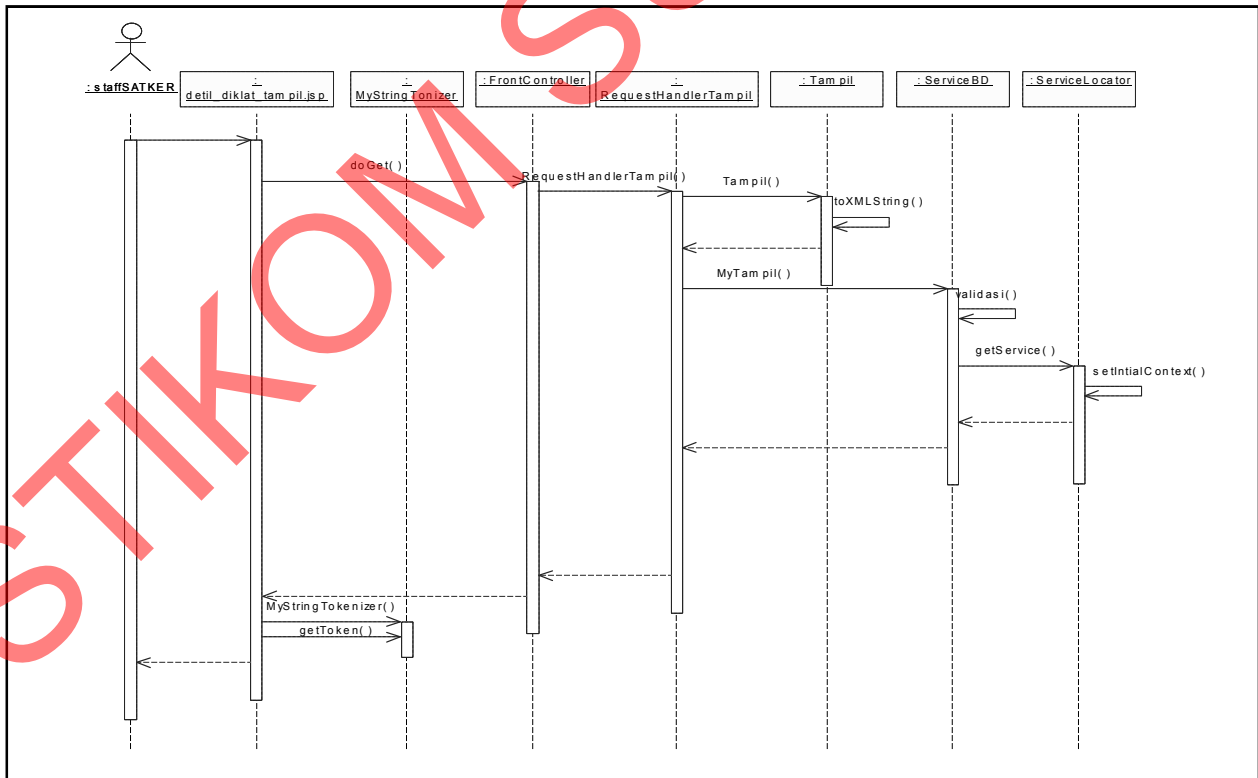 : staffSATKER
:
detil_diklat_tampil.jsp
:
MyStringTonizer
: FrontController
:
RequestHandlerTampil
: Tampil
: ServiceBD
: ServiceLocator
doGet( )
RequestHandlerTampil( )
Tampil( )
toXMLString( )
MyTampil( )
validasi( )
getService( )
setIntialContext( )
MyStringTokenizer( )
getToken( )
STIKOM S